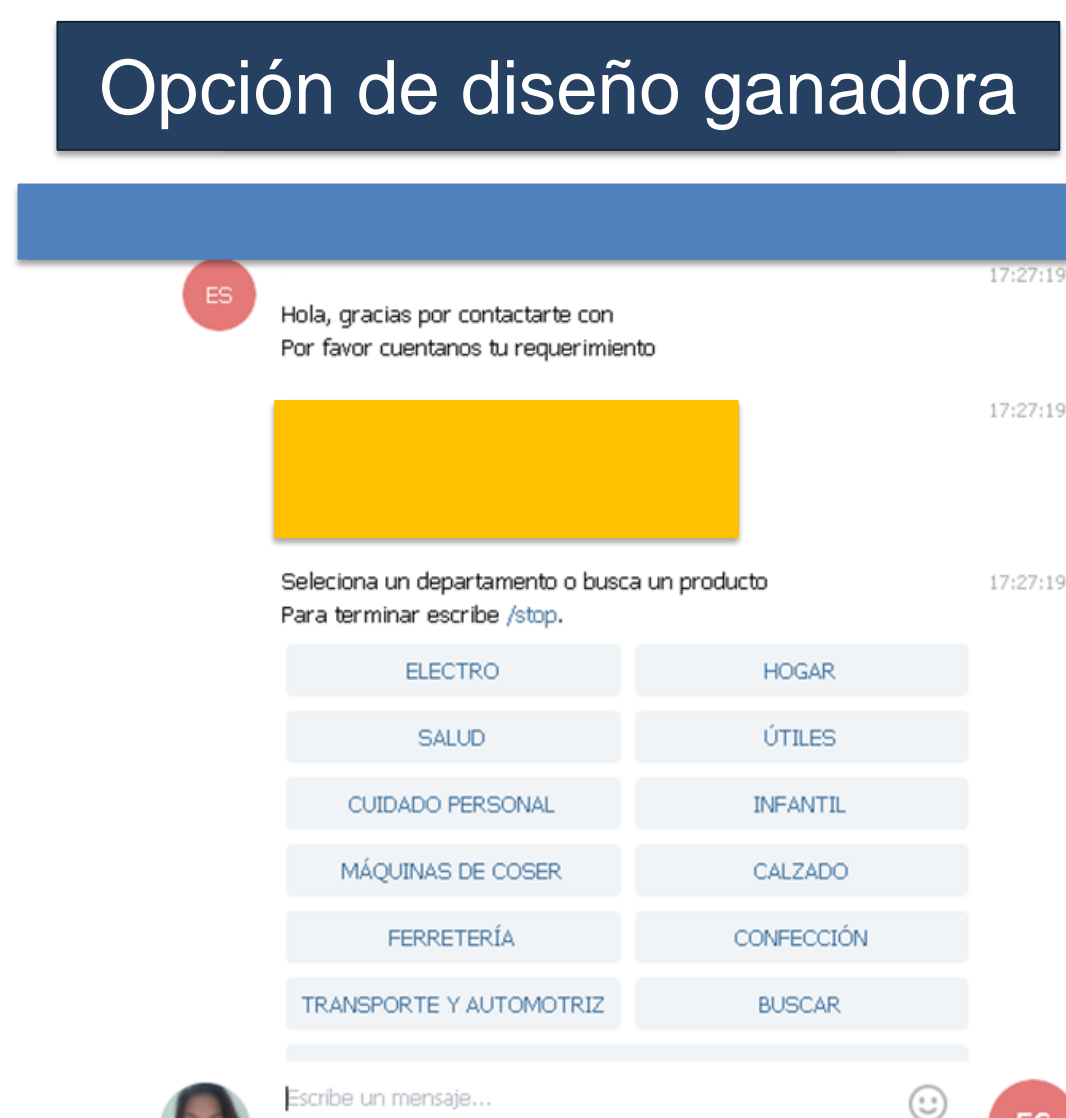 Opción de diseño ganadora
ES
17:27:19
Hola, gracias por contactarte con
Por favor cuentanos tu requerimiento
17:27:19
Seleciona un departamento o busca un producto
17:27:19
Para terminar escribe /stop.
ELECTRO
HOGAR
SALUD
ÚTILES
CUIDADO PERSONAL
INFANTIL
MÁQUINAS DE COSER
CALZADO
FERRETERÍA
CONFECCIÓN
TRANSPORTE Y AUTOMOTRIZ
BUSCAR
Escribe un mensaje...
ES